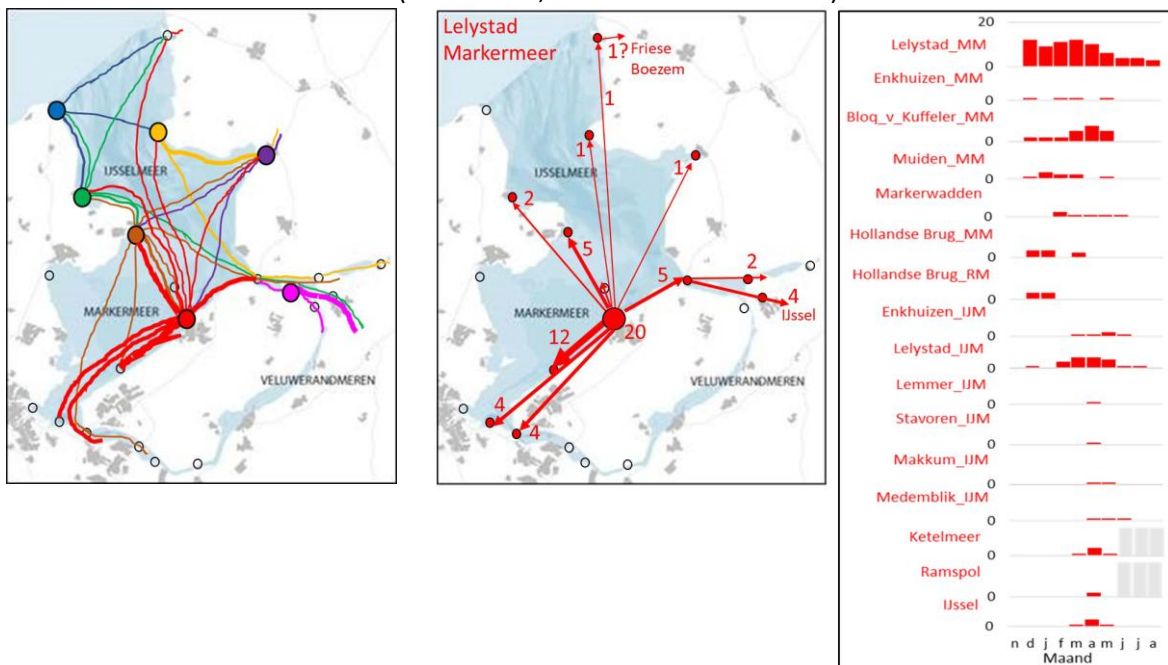 IJSSELMEER
MARKERMEER
Lelystad
Markermeer
1?
Friese
Boezem
1
1
IJSSELMEER
1
2
5
5
2
4
IJssel
MARKERMEER
12
20
VELUWERANDMEREN
4
4
20
Lelystad_MM
0
Enkhuizen_MM
0
Bloq_v_Kuffeler_MM
0
Muiden_MM
0
Markerwadden
0
Hollandse Brug_MM
0
Hollandse Brug_RM
0
Enkhuizen_IJM
0
Lelystad_IJM
0
Lemmer_IJM
0
Stavoren_IJM
0
Makkum_IJM
0
Medemblik_IJM
0
Ketelmeer
0
Ramspol
0
IJssel
0
n d j f m a m j j a
Maand